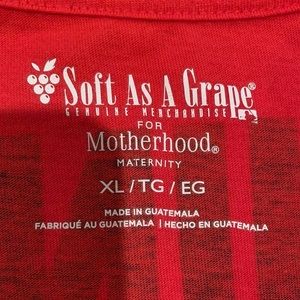 Soft As A Grape®
GENUINE MERCHANDISE
FOR
Motherhood®
MATERNITY
XL / TG / EG
MADE IN GUATEMALA
FABRIQUÉ AU GUATEMALA | HECHO EN GUATEMALA